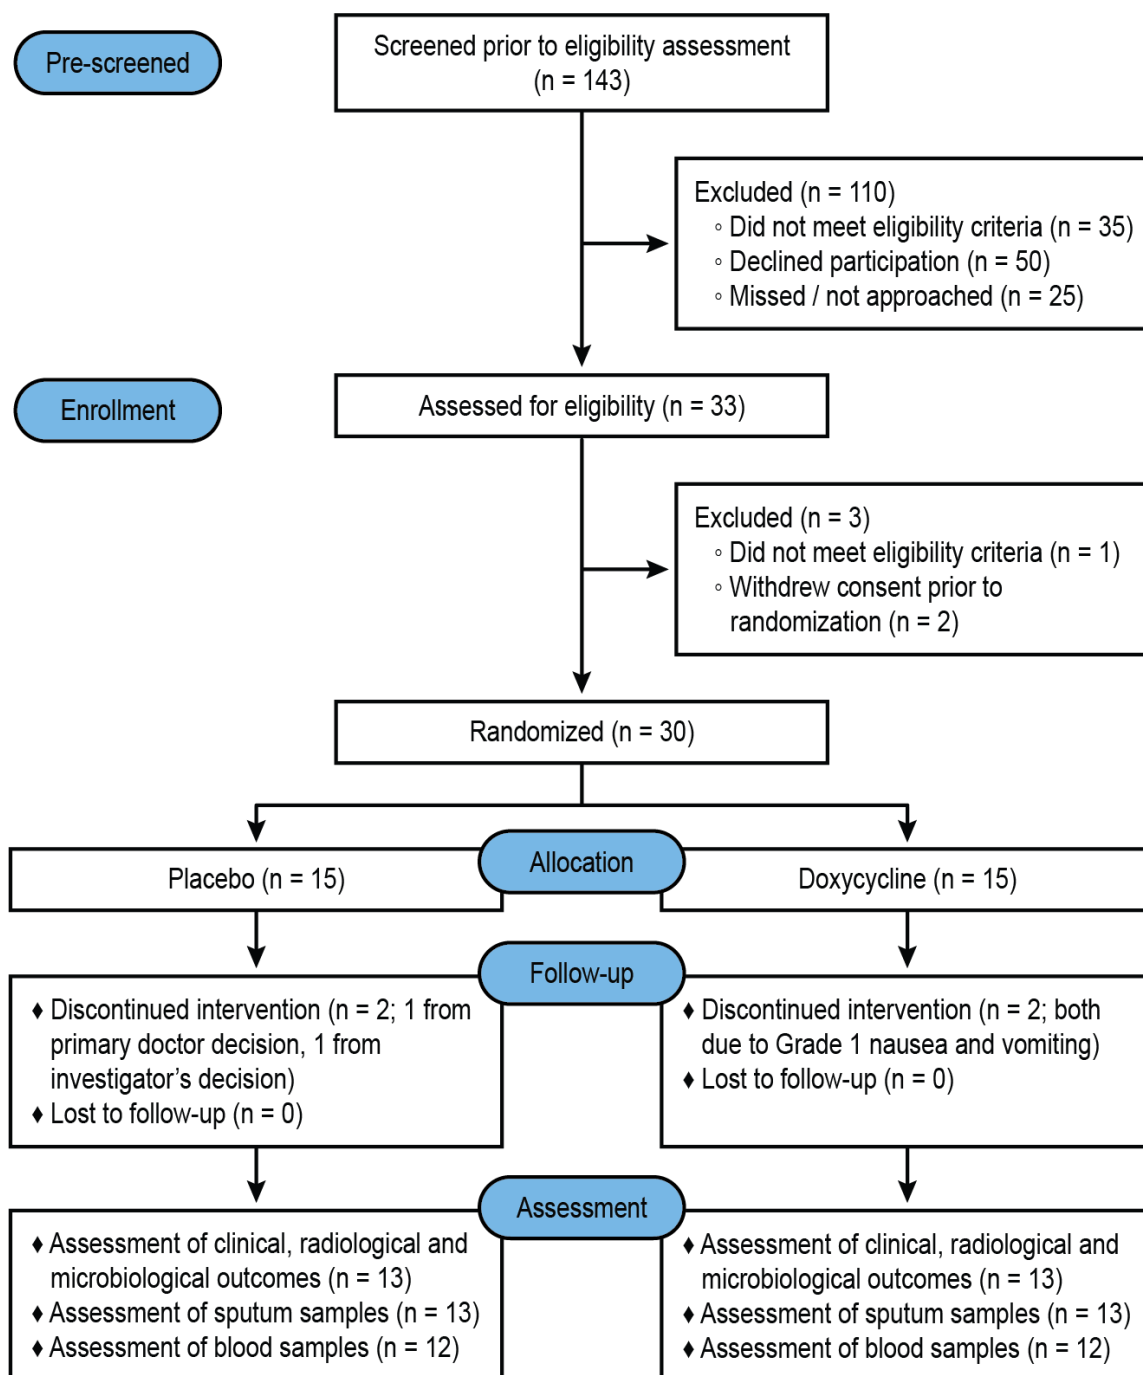 Pre-screened
Screened prior to eligibility assessment
(n = 143)
Excluded (n = 110)
◦ Did not meet eligibility criteria (n = 35)
◦ Declined participation (n = 50)
◦ Missed / not approached (n = 25)
Enrollment
Assessed for eligibility (n = 33)
Excluded (n = 3)
◦ Did not meet eligibility criteria (n = 1)
◦ Withdrew consent prior to
randomization (n = 2)
Randomized (n = 30)
Allocation
Placebo (n = 15)
Doxycycline (n = 15)
Follow-up
♦ Discontinued intervention (n = 2; 1 from
primary doctor decision, 1 from
investigator’s decision)
♦ Lost to follow-up (n = 0)
♦ Discontinued intervention (n = 2; both
due to Grade 1 nausea and vomiting)
♦ Lost to follow-up (n = 0)
Assessment
♦ Assessment of clinical, radiological and
microbiological outcomes (n = 13)
♦ Assessment of sputum samples (n = 13)
♦ Assessment of blood samples (n = 12)
♦ Assessment of clinical, radiological and
microbiological outcomes (n = 13)
♦ Assessment of sputum samples (n = 13)
♦ Assessment of blood samples (n = 12)